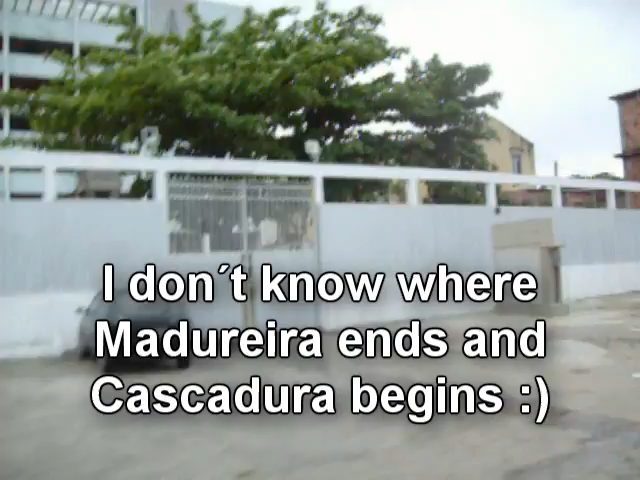 I don´t know where
Madureira ends and
Cascadura begins :)